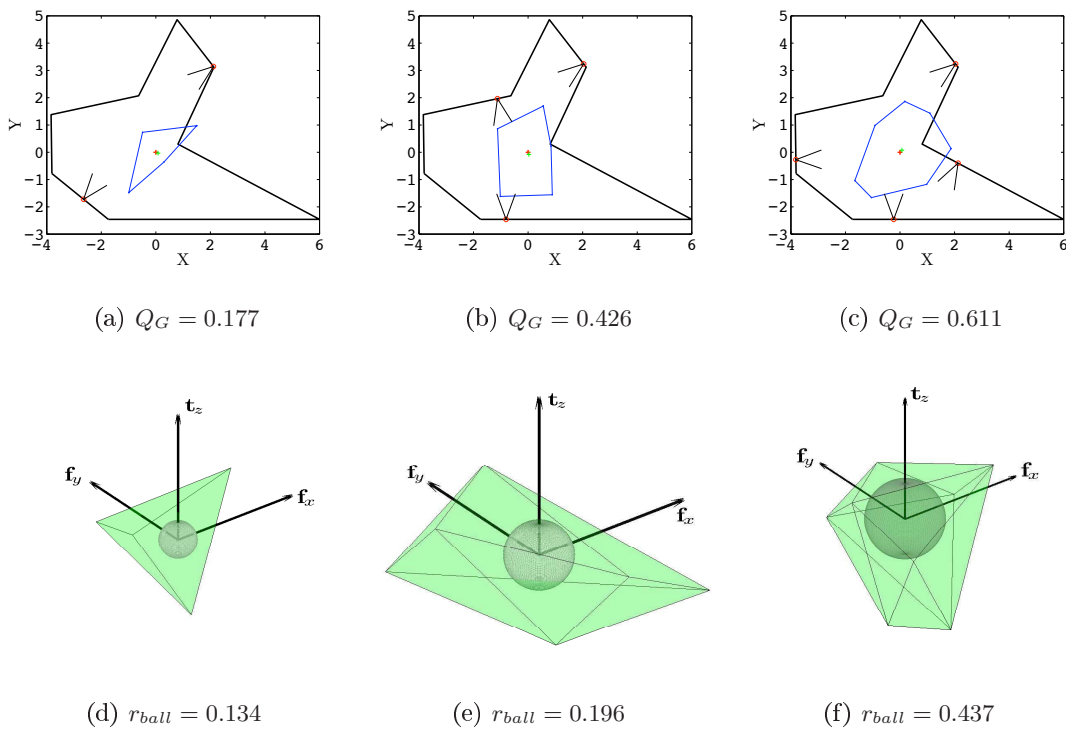 5
4
3
2
1
0
−1
−2
−3
−4 −2 0 2 4 6
Y
X
5
4
3
2
1
0
−1
−2
−3
−4 −2 0 2 4 6
Y
X
5
4
3
2
1
0
−1
−2
−3
−4 −2 0 2 4 6
Y
X
(a) Q_G = 0.177
(b) Q_G = 0.426
(c) Q_G = 0.611
t_z
f_y
f_x
t_z
f_y
f_x
t_z
f_y
f_x
(d) r_ball = 0.134
(e) r_ball = 0.196
(f) r_ball = 0.437